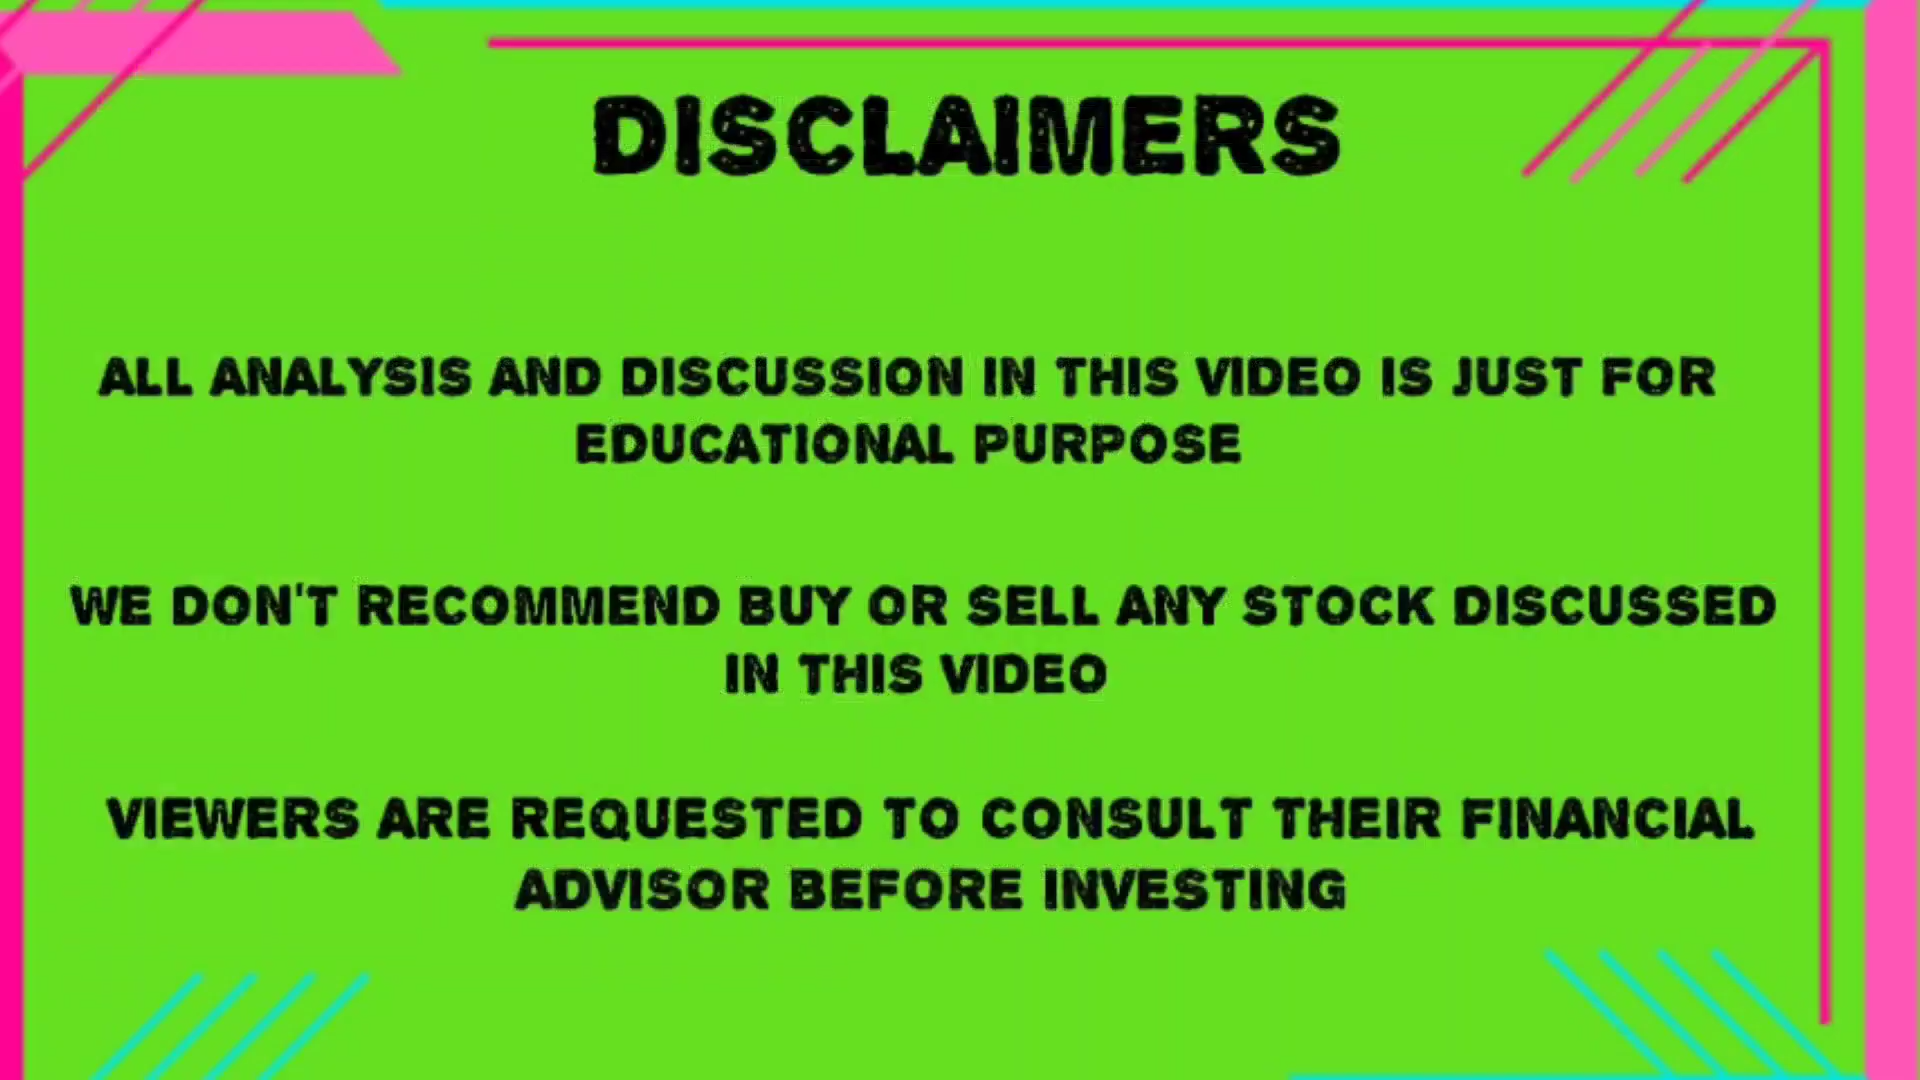 DISCLAIMERS
ALL ANALYSIS AND DISCUSSION IN THIS VIDEO IS JUST FOR
EDUCATIONAL PURPOSE
WE DON'T RECOMMEND BUY OR SELL ANY STOCK DISCUSSED
IN THIS VIDEO
VIEWERS ARE REQUESTED TO CONSULT THEIR FINANCIAL
ADVISOR BEFORE INVESTING